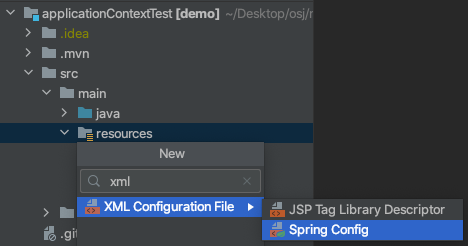 applicationContextTest [demo] ~/Desktop/osj/
.idea
.mvn
src
main
java
resources
New
xml
XML Configuration File
JSP Tag Library Descriptor
Spring Config
.gi